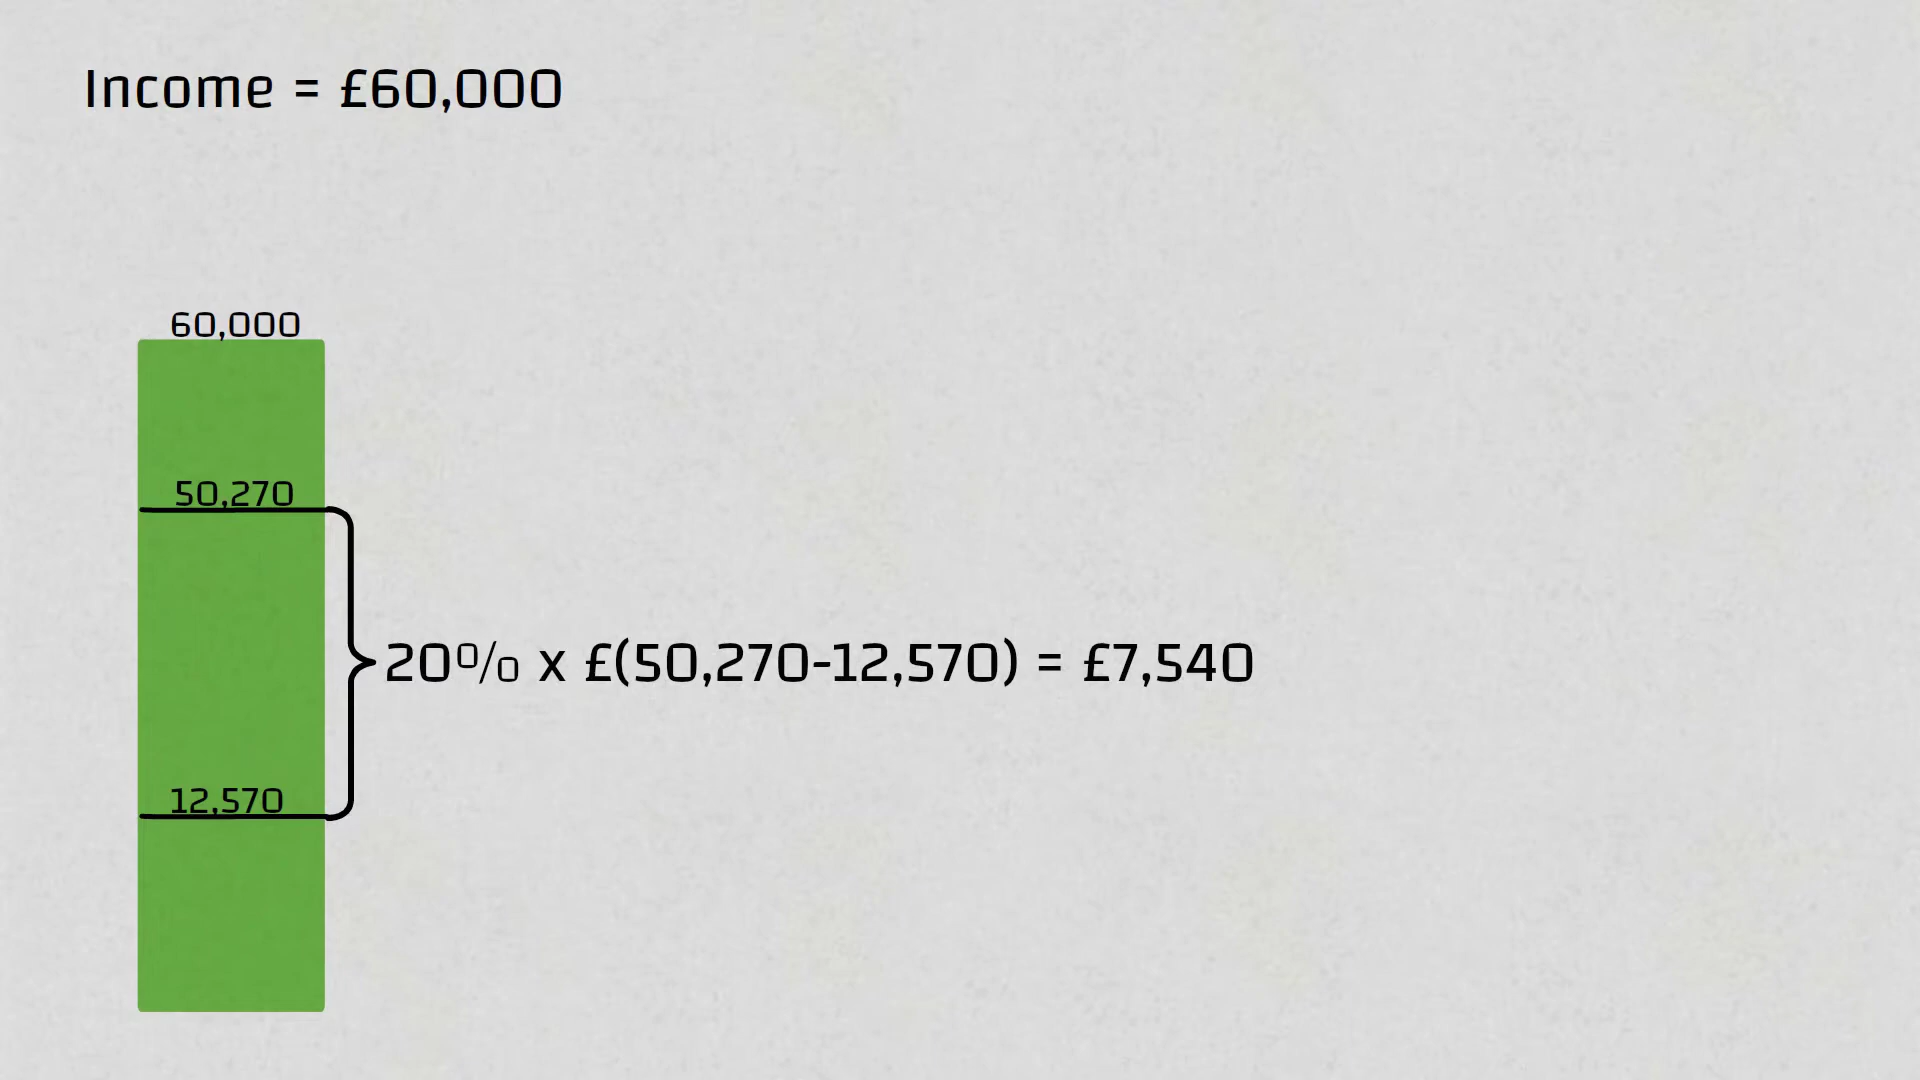 Income = £60,000
60,000
50,270
20% x £(50,270-12,570) = £7,540
12,570